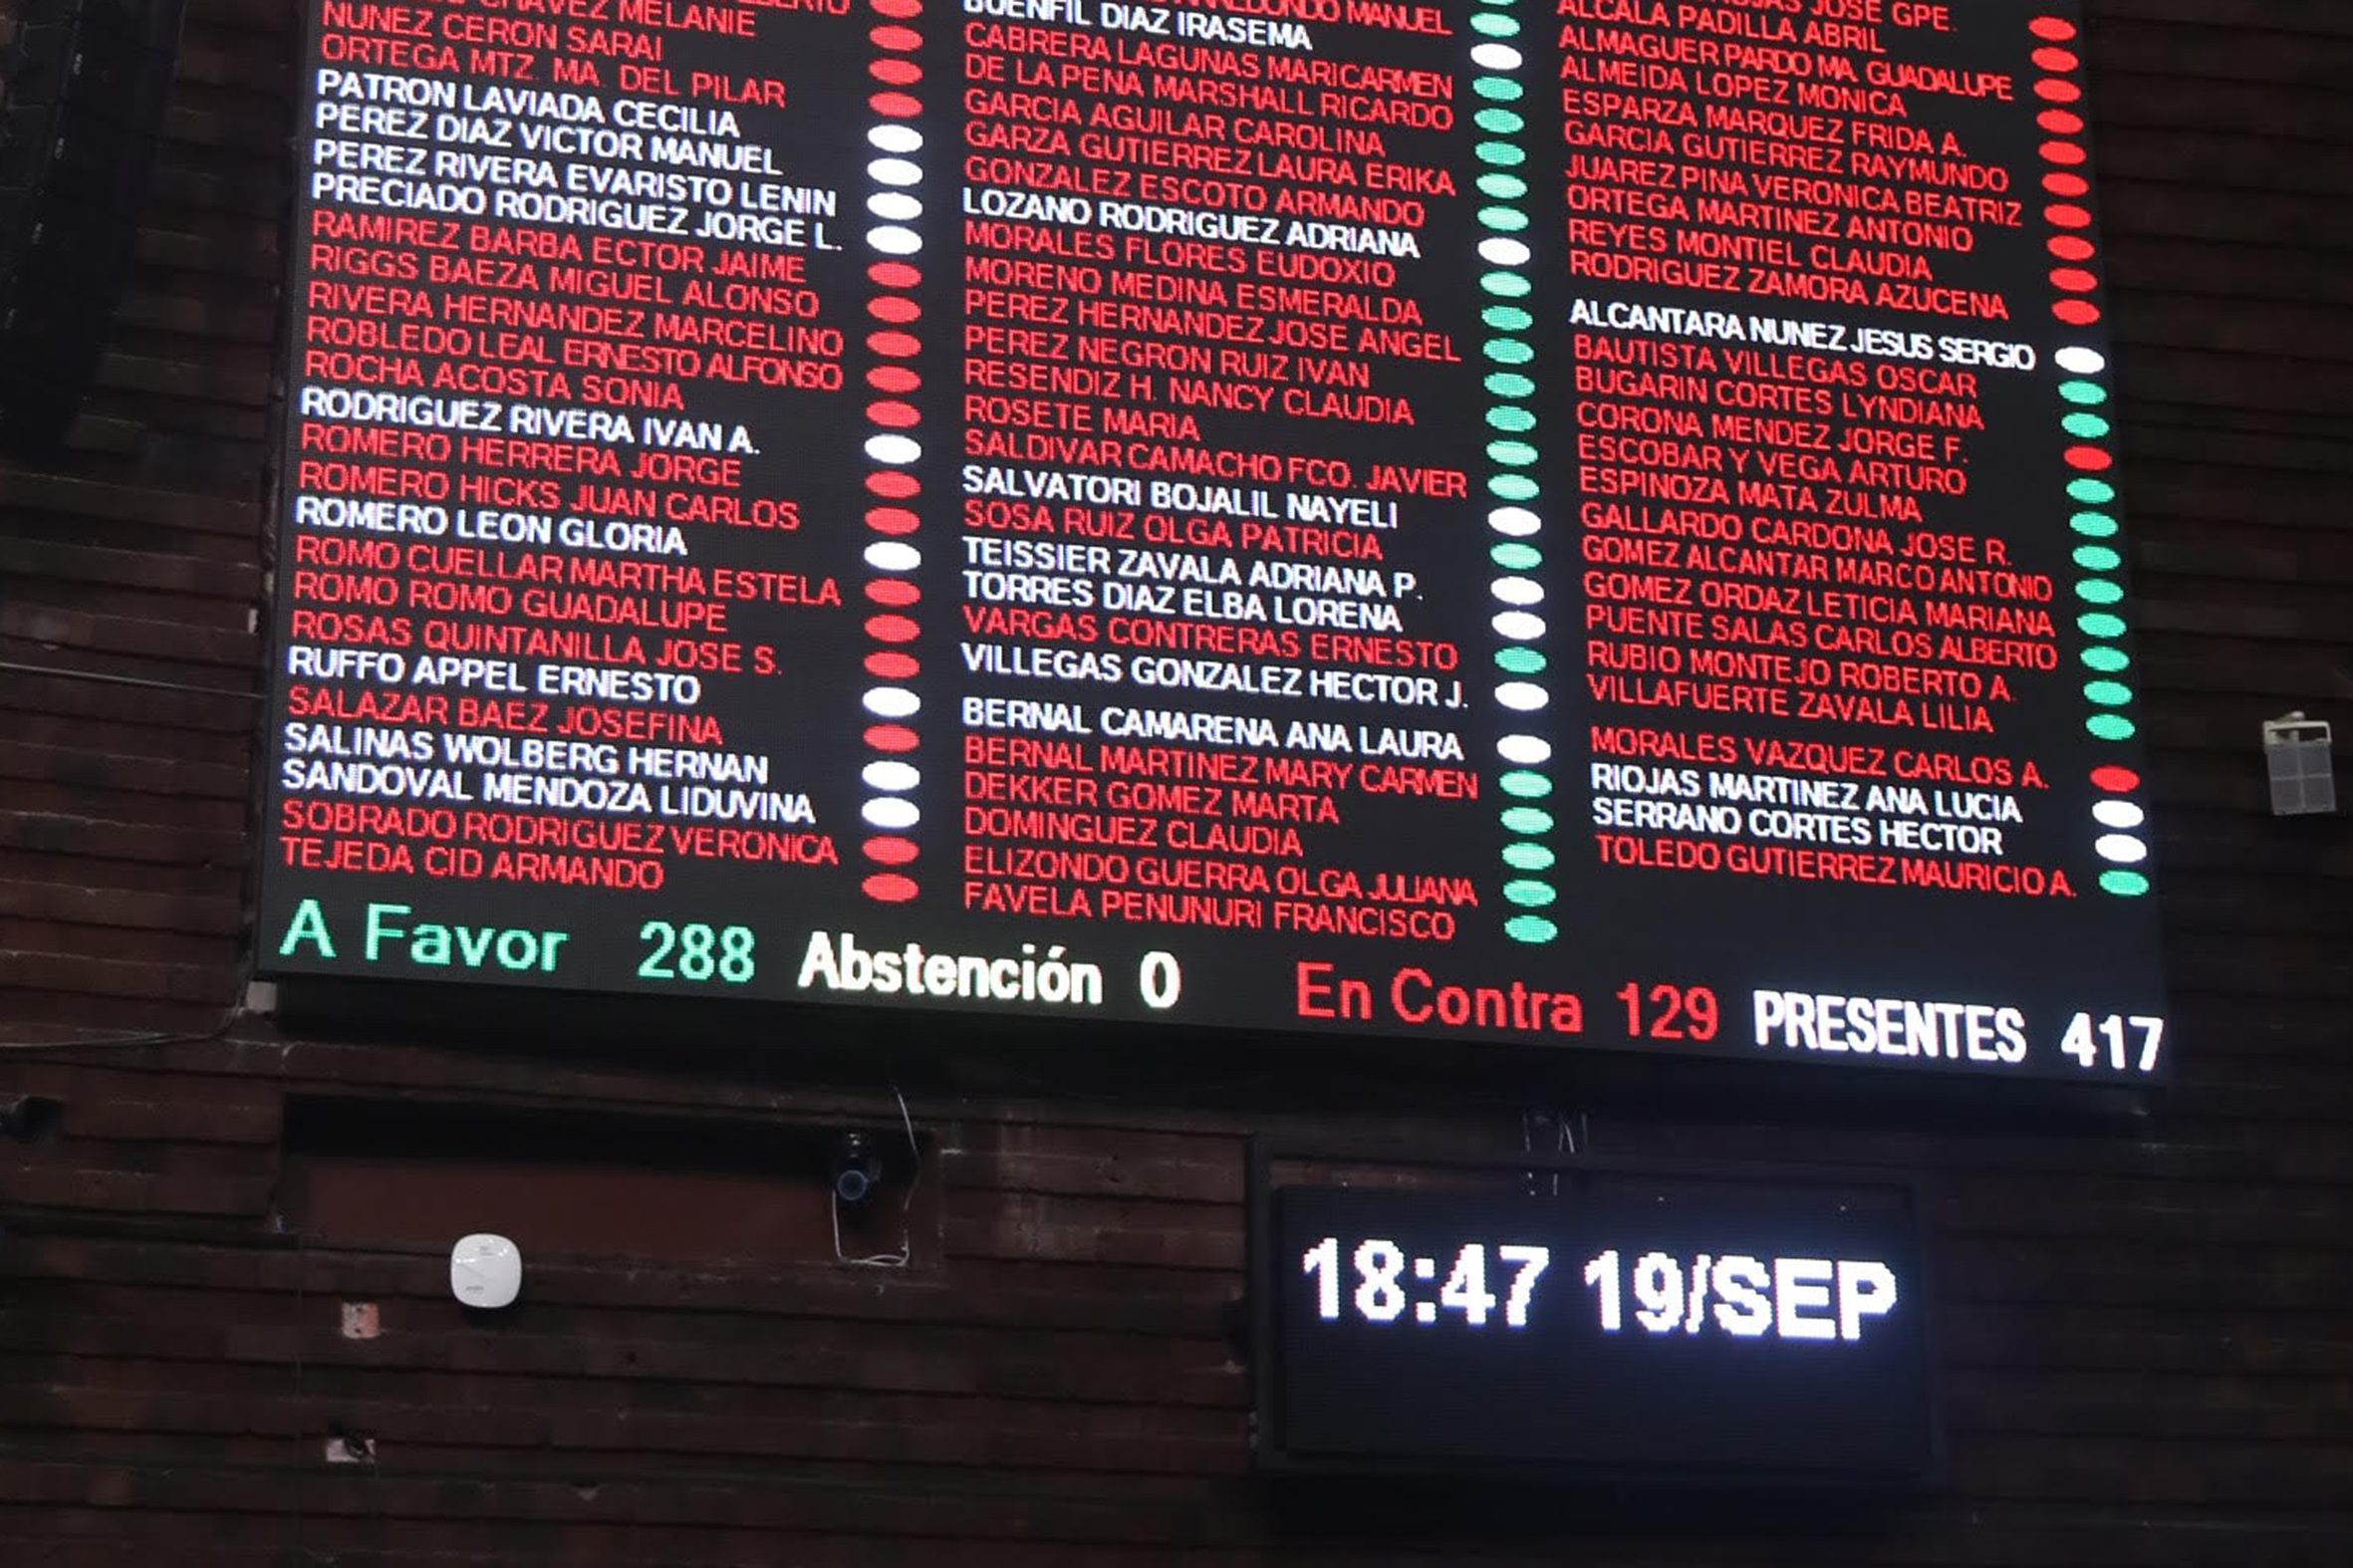 CHAVEZ MELANIE
NUNEZ CERON SARAI
ORTEGA MTZ. MA. DEL PILAR
PATRON LAVIADA CECILIA
PEREZ DIAZ VICTOR MANUEL
PEREZ RIVERA EVARISTO LENIN
PRECIADO RODRIGUEZ JORGE L.
RAMIREZ BARBA ECTOR JAIME
RIGGS BAEZA MIGUEL ALONSO
RIVERA HERNANDEZ MARCELINO
ROBLEDO LEAL ERNESTO ALFONSO
ROCHA ACOSTA SONIA
RODRIGUEZ RIVERA IVAN A.
ROMERO HERRERA JORGE
ROMERO HICKS JUAN CARLOS
ROMERO LEON GLORIA
ROMO CUELLAR MARTHA ESTELA
ROMO ROMO GUADALUPE
ROSAS QUINTANILLA JOSE S.
RUFFO APPEL ERNESTO
SALAZAR BAEZ JOSEFINA
SALINAS WOLBERG HERNAN
SANDOVAL MENDOZA LIDUVINA
SOBRADO RODRIGUEZ VERONICA
TEJEDA CID ARMANDO
MANUEL
BUENFIL DIAZ IRASEMA
CABRERA LAGUNAS MARICARMEN
DE LA PENA MARSHALL RICARDO
GARCIA AGUILAR CAROLINA
GARZA GUTIERREZ LAURA ERIKA
GONZALEZ ESCOTO ARMANDO
LOZANO RODRIGUEZ ADRIANA
MORALES FLORES EUDOXIO
MORENO MEDINA ESMERALDA
PEREZ HERNANDEZ JOSE ANGEL
PEREZ NEGRON RUIZ IVAN
RESENDIZ H. NANCY CLAUDIA
ROSETE MARIA
SALDIVAR CAMACHO FCO. JAVIER
SALVATORI BOJALIL NAYELI
SOSA RUIZ OLGA PATRICIA
TEISSIER ZAVALA ADRIANA P.
TORRES DIAZ ELBA LORENA
VARGAS CONTRERAS ERNESTO
VILLEGAS GONZALEZ HECTOR J.
BERNAL CAMARENA ANA LAURA
BERNAL MARTINEZ MARY CARMEN
DEKKER GOMEZ MARTA
DOMINGUEZ CLAUDIA
ELIZONDO GUERRA OLGA JULIANA
FAVELA PENUNURI FRANCISCO
JOSE GPE.
ALCALA PADILLA ABRIL
ALMAGUER PARDO MA. GUADALUPE
ALMEIDA LOPEZ MONICA
ESPARZA MARQUEZ FRIDA A.
GARCIA GUTIERREZ RAYMUNDO
JUAREZ PINA VERONICA BEATRIZ
ORTEGA MARTINEZ ANTONIO
REYES MONTIEL CLAUDIA
RODRIGUEZ ZAMORA AZUCENA
ALCANTARA NUNEZ JESUS SERGIO
BAUTISTA VILLEGAS OSCAR
BUGARIN CORTES LYNDIANA
CORONA MENDEZ JORGE F.
ESCOBAR Y VEGA ARTURO
ESPINOZA MATA ZULMA
GALLARDO CARDONA JOSE R.
GOMEZ ALCANTAR MARCO ANTONIO
GOMEZ ORDAZ LETICIA MARIANA
PUENTE SALAS CARLOS ALBERTO
RUBIO MONTEJO ROBERTO A.
VILLAFUERTE ZAVALA LILIA
MORALES VAZQUEZ CARLOS A.
RIOJAS MARTINEZ ANA LUCIA
SERRANO CORTES HECTOR
TOLEDO GUTIERREZ MAURICIO A.
A Favor 288 Abstención 0 En Contra 129 PRESENTES 417
18:47 19/SEP